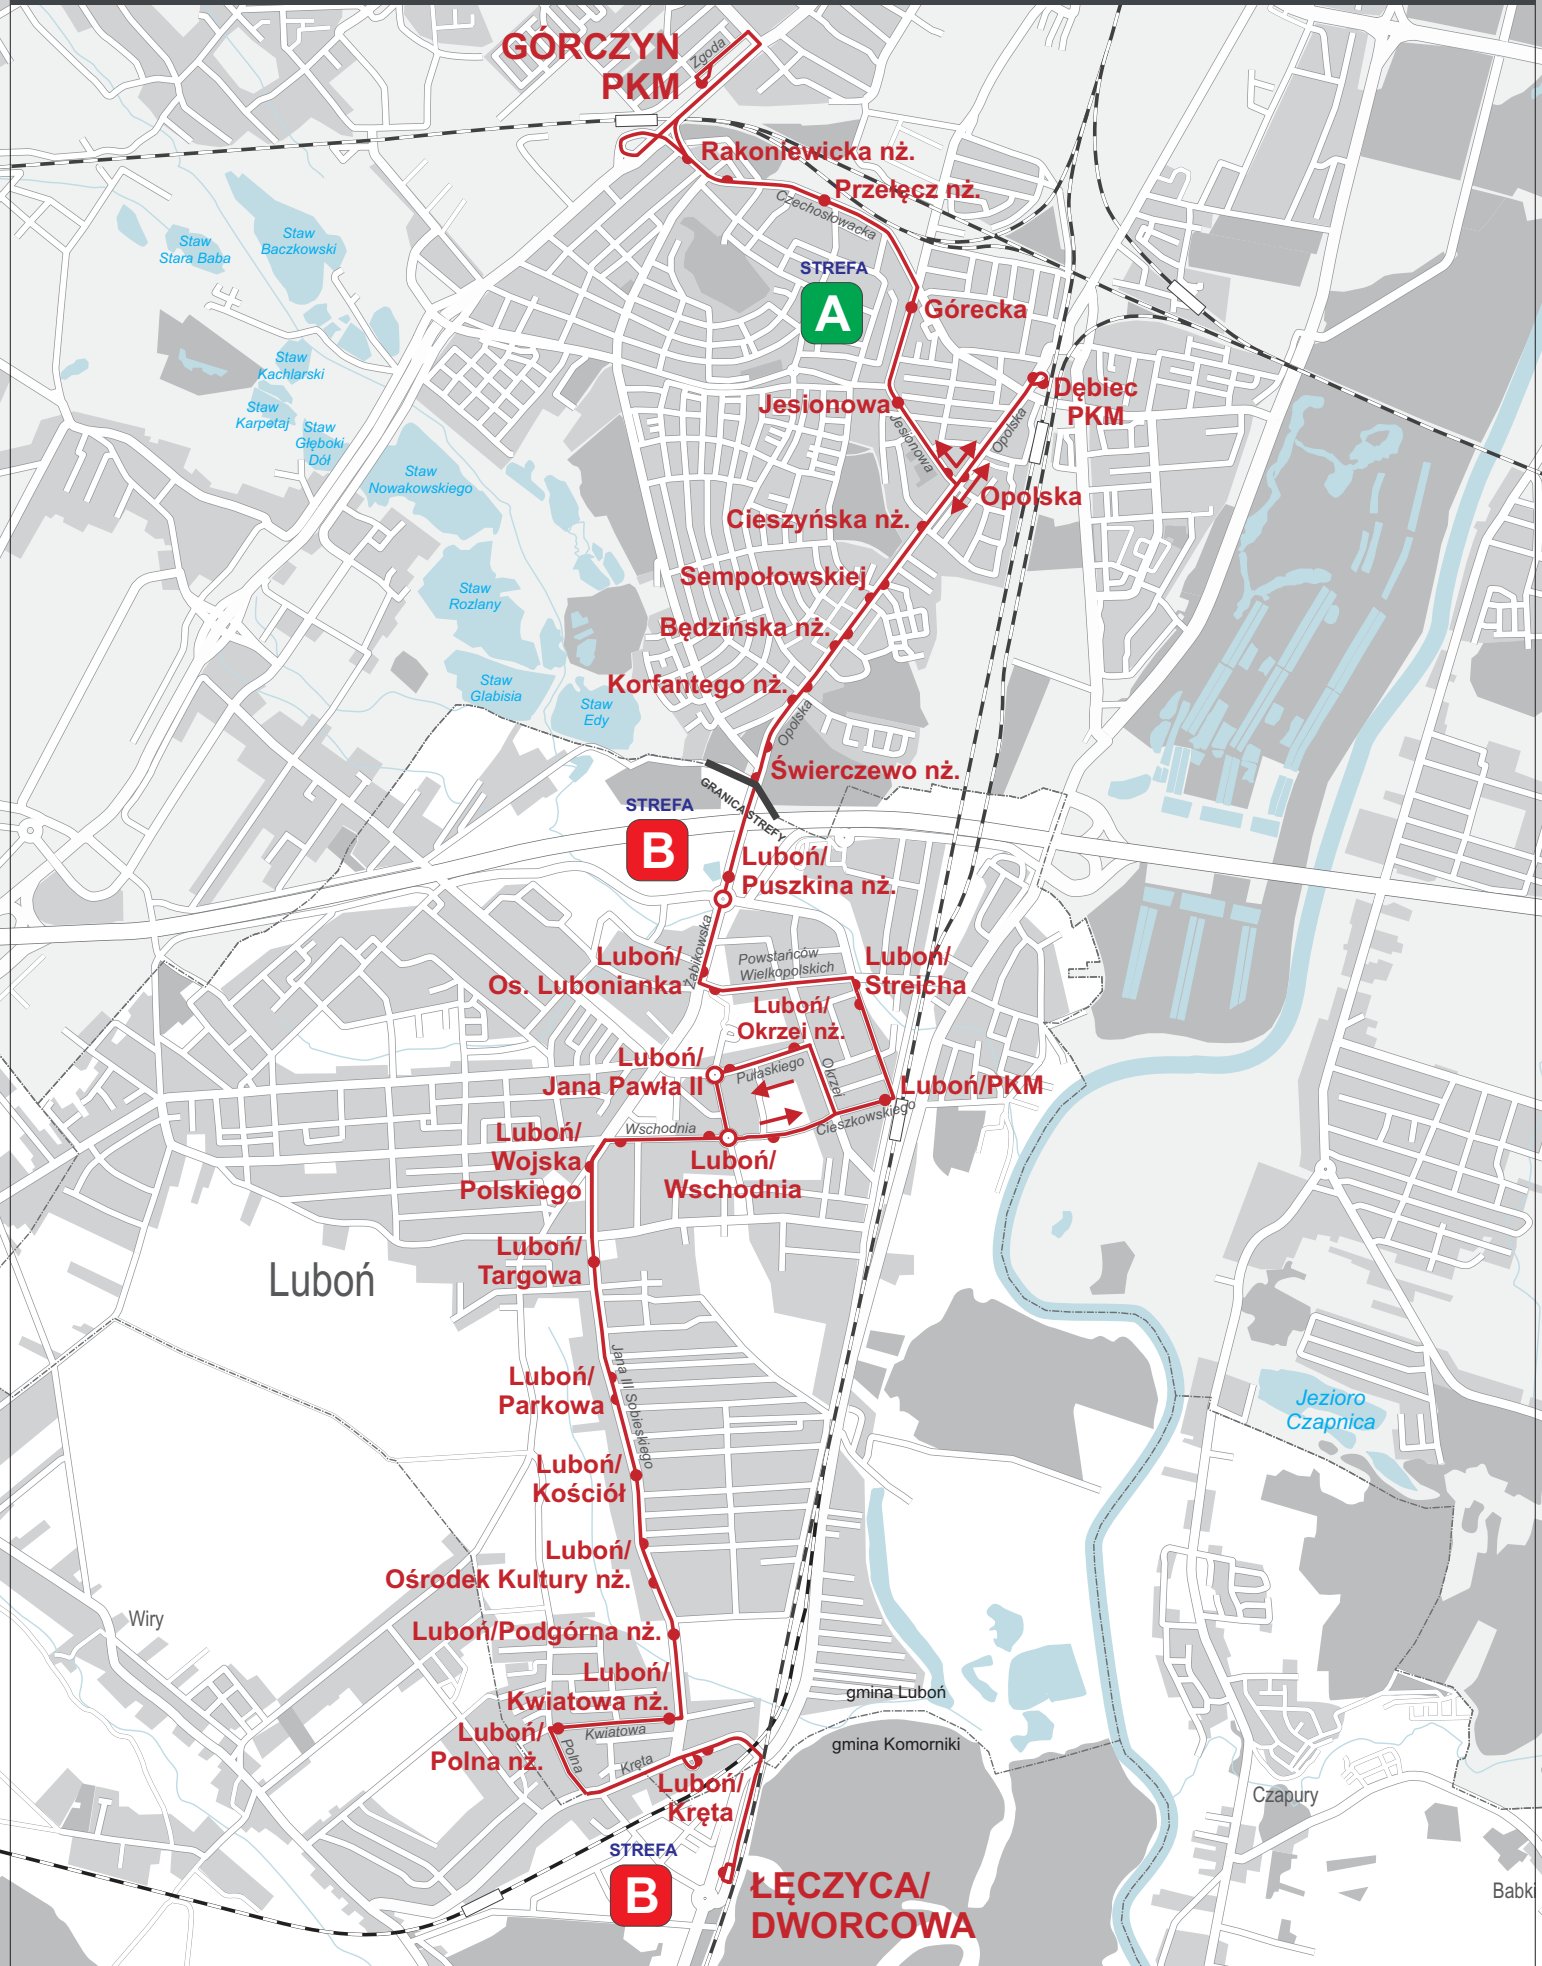 GÓRCZYN
PKM
Zgoda
Rakoniewicka nż.
Przełęcz nż.
Czechosłowacka
Staw
Stara Baba
Staw
Baczkowski
STREFA
A
Górecka
Staw
Kachlarski
Staw
Karpetaj
Staw
Głęboki
Dół
Dębiec
PKM
Jesionowa
Jesionowa
Opolska
Staw
Nowakowskiego
Opolska
Cieszyńska nż.
Sempołowskiej
Staw
Rozlany
Będzińska nż.
Korfantego nż.
Staw
Glabisia
Staw
Edy
Opolska
Świerczewo nż.
GRANICA STREFY
STREFA
B
Luboń/
Puszkina nż.
Żabikowska
Luboń/
Os. Lubonianka
Powstańców
Wielkopolskich
Luboń/
Streicha
Luboń/
Okrzei nż.
Luboń/
Jana Pawła II
Pułaskiego
Okrzei
Luboń/PKM
Cieszkowskiego
Wschodnia
Luboń/
Wojska
Polskiego
Luboń/
Wschodnia
Luboń/
Targowa
Luboń
Jana III Sobieskiego
Luboń/
Parkowa
Jezioro
Czapnica
Luboń/
Kościół
Luboń/
Ośrodek Kultury nż.
Wiry
Luboń/Podgórna nż.
Luboń/
Kwiatowa nż.
gmina Luboń
gmina Komorniki
Luboń/
Polna nż.
Kwiatowa
Polna
Kręta
Luboń/
Kręta
Czapury
STREFA
B
ŁĘCZYCA/
DWORCOWA
Babki